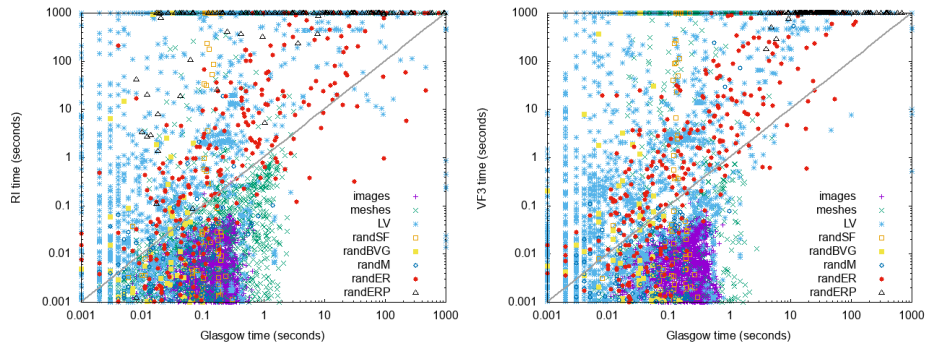 RI time (seconds)
1000
100
10
1
0.1
0.01
0.001
0.001 0.01 0.1 1 10 100 1000
Glasgow time (seconds)
images
meshes
LV
randSF
randBVG
randM
randER
randERP
VF3 time (seconds)
1000
100
10
1
0.1
0.01
0.001
0.001 0.01 0.1 1 10 100 1000
Glasgow time (seconds)
images
meshes
LV
randSF
randBVG
randM
randER
randERP